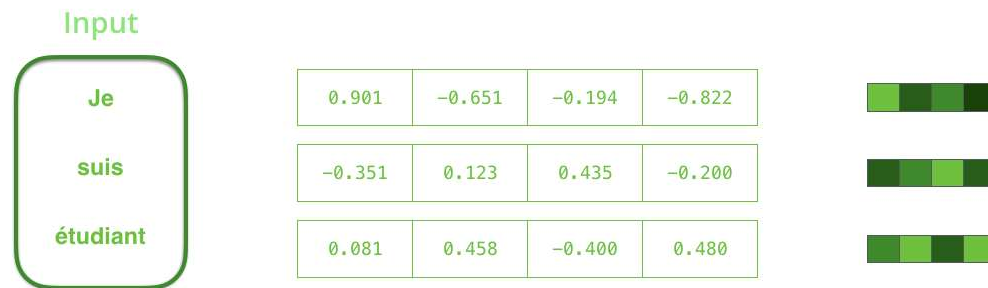 Input
Je 0.901 −0.651 −0.194 −0.822
suis −0.351 0.123 0.435 −0.200
étudiant 0.081 0.458 −0.400 0.480